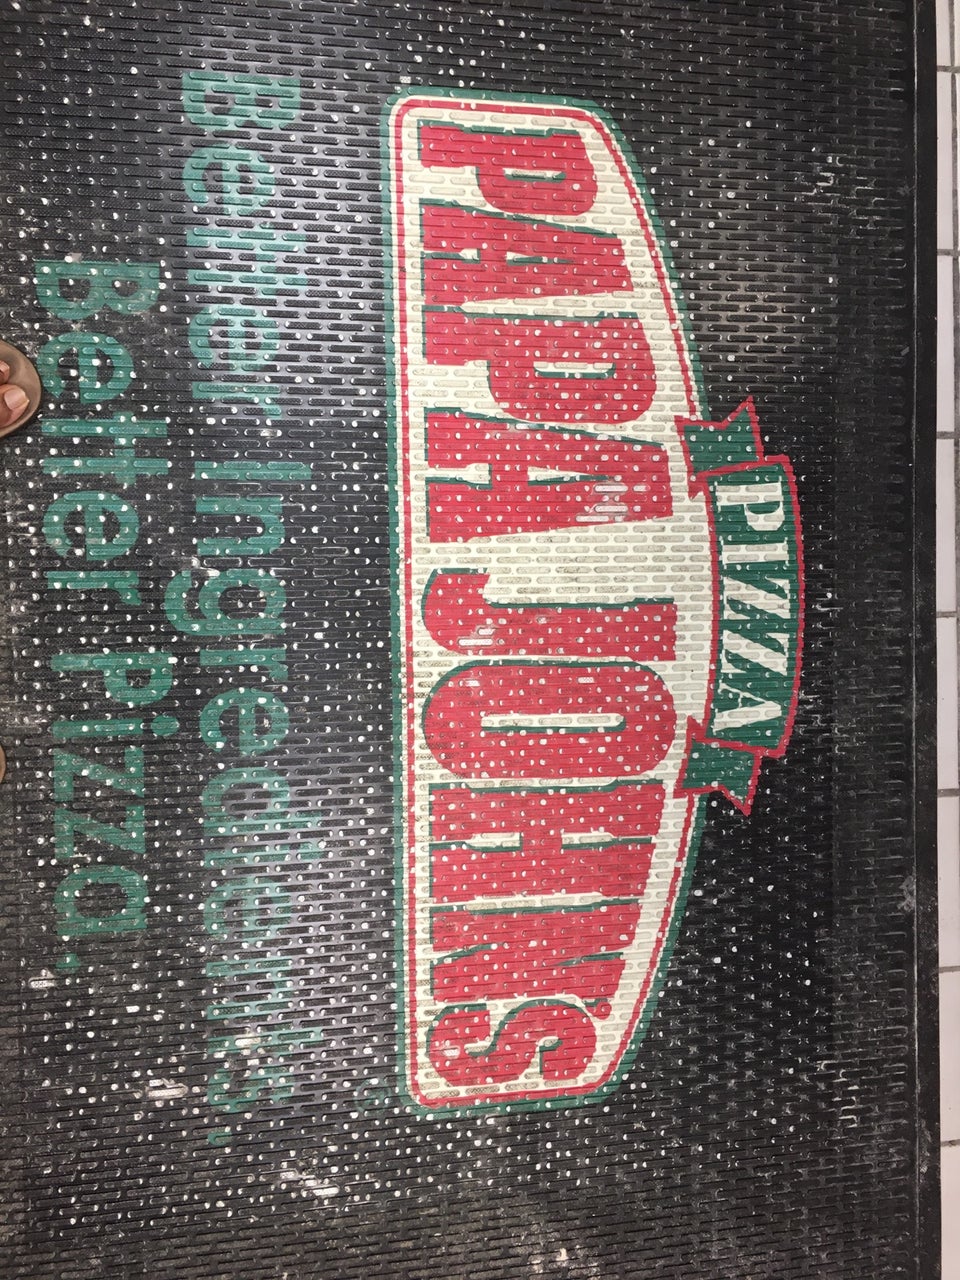 PIZZA
PAPA JOHN'S
Better Ingredients.
Better Pizza.